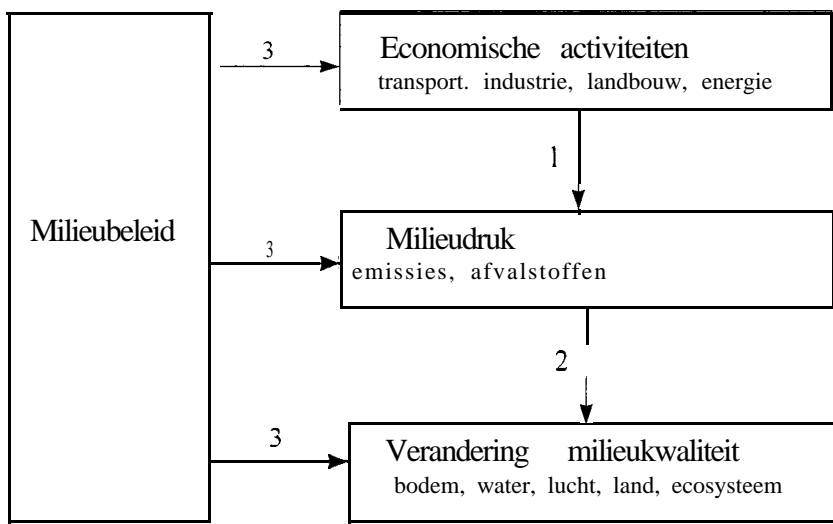 3
Economische activiteiten
transport. industrie, landbouw, energie
1
Milieubeleid
3
Milieudruk
emissies, afvalstoffen
2
3
Verandering milieukwaliteit
bodem, water, lucht, land, ecosysteem